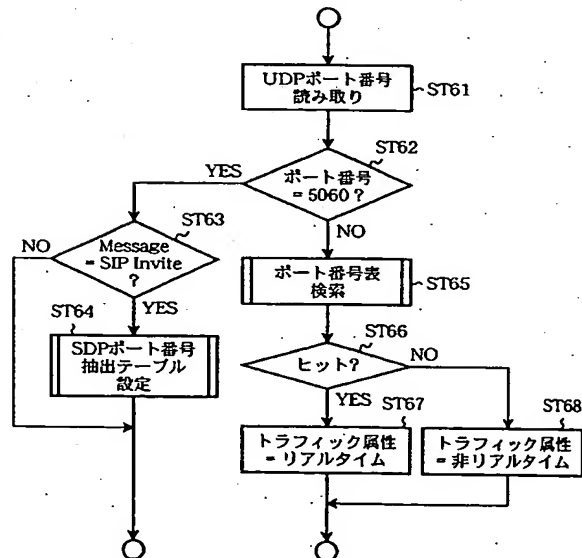 UDPポート番号
読み取り
ST61
ST62
ポート番号
= 5060?
YES
NO
ST63
Message
= SIP Invite
?
NO
YES
ST64
SDPポート番号
抽出テーブル
設定
ポート番号表
検索
ST65
ST66
ヒット?
NO
YES
ST67
トラフィック属性
= リアルタイム
ST68
トラフィック属性
= 非リアルタイム